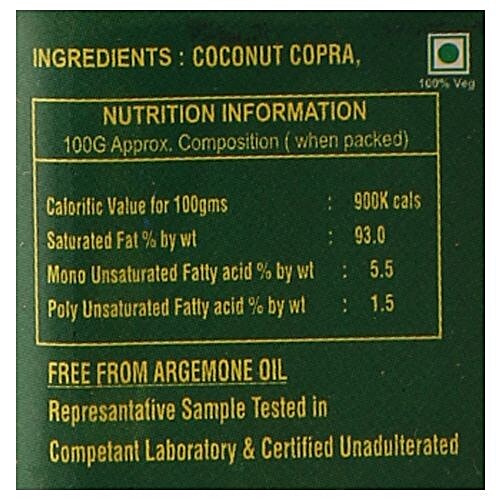 INGREDIENTS : COCONUT COPRA,
100% Veg
NUTRITION INFORMATION
100G Approx. Composition ( when packed)
Calorific Value for 100gms : 900K cals
Saturated Fat % by wt : 93.0
Mono Unsaturated Fatty acid % by wt : 5.5
Poly Unsaturated Fatty acid % by wt : 1.5
FREE FROM ARGEMONE OIL
Represantative Sample Tested in
Competant Laboratory & Certified Unadulterated